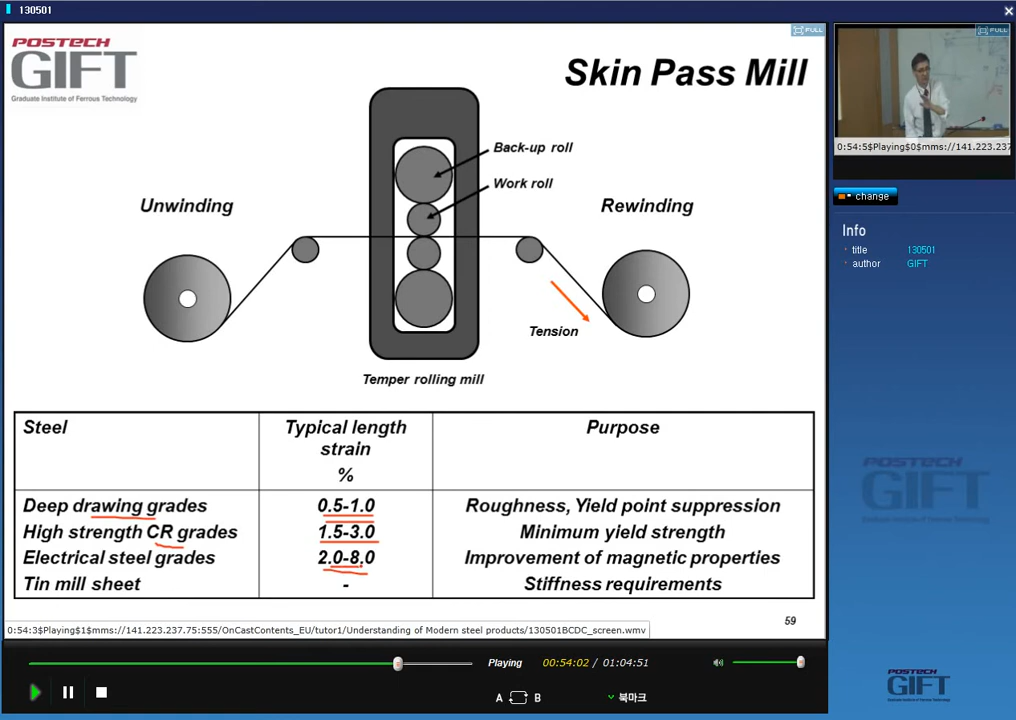 130501
POSTECH
GIFT
Graduate Institute of Ferrous Technology
FULL
Skin Pass Mill
Back-up roll
Work roll
Unwinding
Rewinding
Tension
Temper rolling mill
Steel
Typical length strain %
Purpose
Deep drawing grades 0.5-1.0 Roughness, Yield point suppression
High strength CR grades 1.5-3.0 Minimum yield strength
Electrical steel grades 2.0-8.0 Improvement of magnetic properties
Tin mill sheet - Stiffness requirements
59
0:54:3$Playing$1$mms://141.223.237.75:555/OnCastContents_EU/tutor1/Understanding of Modern steel products/130501BCDC_screen.wmv
FULL
0:54:5$Playing$0$mms://141.223.237
change
Info
title 130501
author GIFT
POSTECH
GIFT
Playing 00:54:02 / 01:04:51
A B
북마크
POSTECH
GIFT